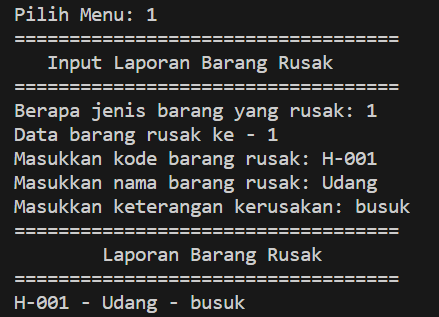 Pilih Menu: 1
===================================
Input Laporan Barang Rusak
===================================
Berapa jenis barang yang rusak: 1
Data barang rusak ke - 1
Masukkan kode barang rusak: H-001
Masukkan nama barang rusak: Udang
Masukkan keterangan kerusakan: busuk
===================================
Laporan Barang Rusak
===================================
H-001 - Udang - busuk